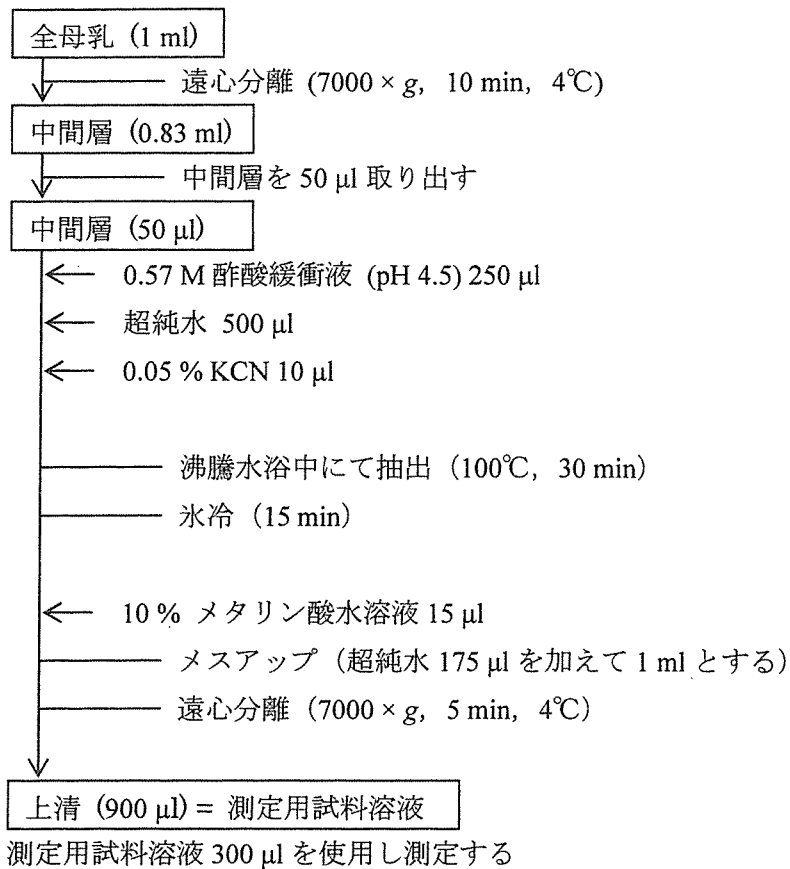 全母乳 (1 ml)
遠心分離 (7000 × g, 10 min, 4℃)
中間層 (0.83 ml)
中間層を 50 μl 取り出す
中間層 (50 μl)
0.57 M 酢酸緩衝液 (pH 4.5) 250 μl
超純水 500 μl
0.05 % KCN 10 μl
沸騰水浴中にて抽出（100℃, 30 min）
氷冷（15 min）
10 % メタリン酸水溶液 15 μl
メスアップ（超純水 175 μl を加えて 1 ml とする）
遠心分離（7000 × g, 5 min, 4℃）
上清 (900 μl) = 測定用試料溶液
測定用試料溶液 300 μl を使用し測定する